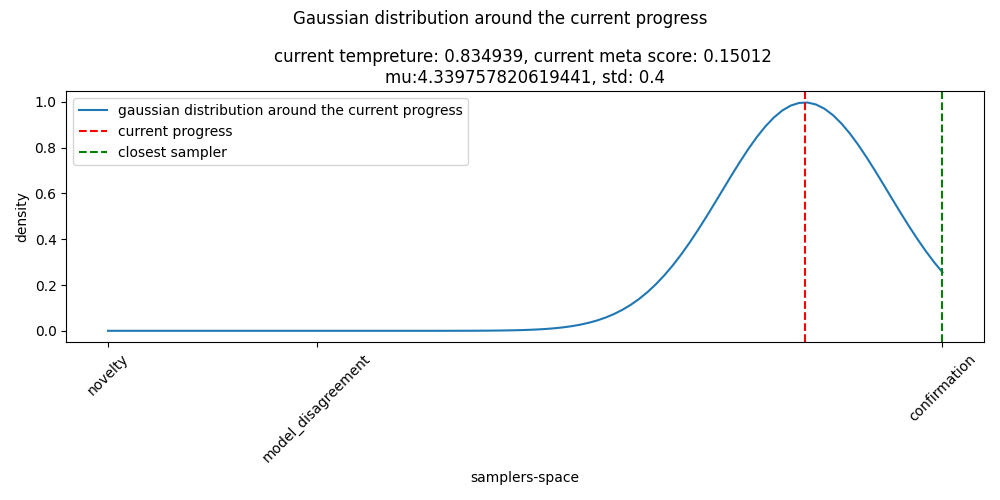 Gaussian distribution around the current progress
current tempreture: 0.834939, current meta score: 0.15012
mu:4.339757820619441, std: 0.4
gaussian distribution around the current progress
current progress
closest sampler
1.0
0.8
0.6
0.4
0.2
0.0
density
novelty
model_disagreement
confirmation
samplers-space